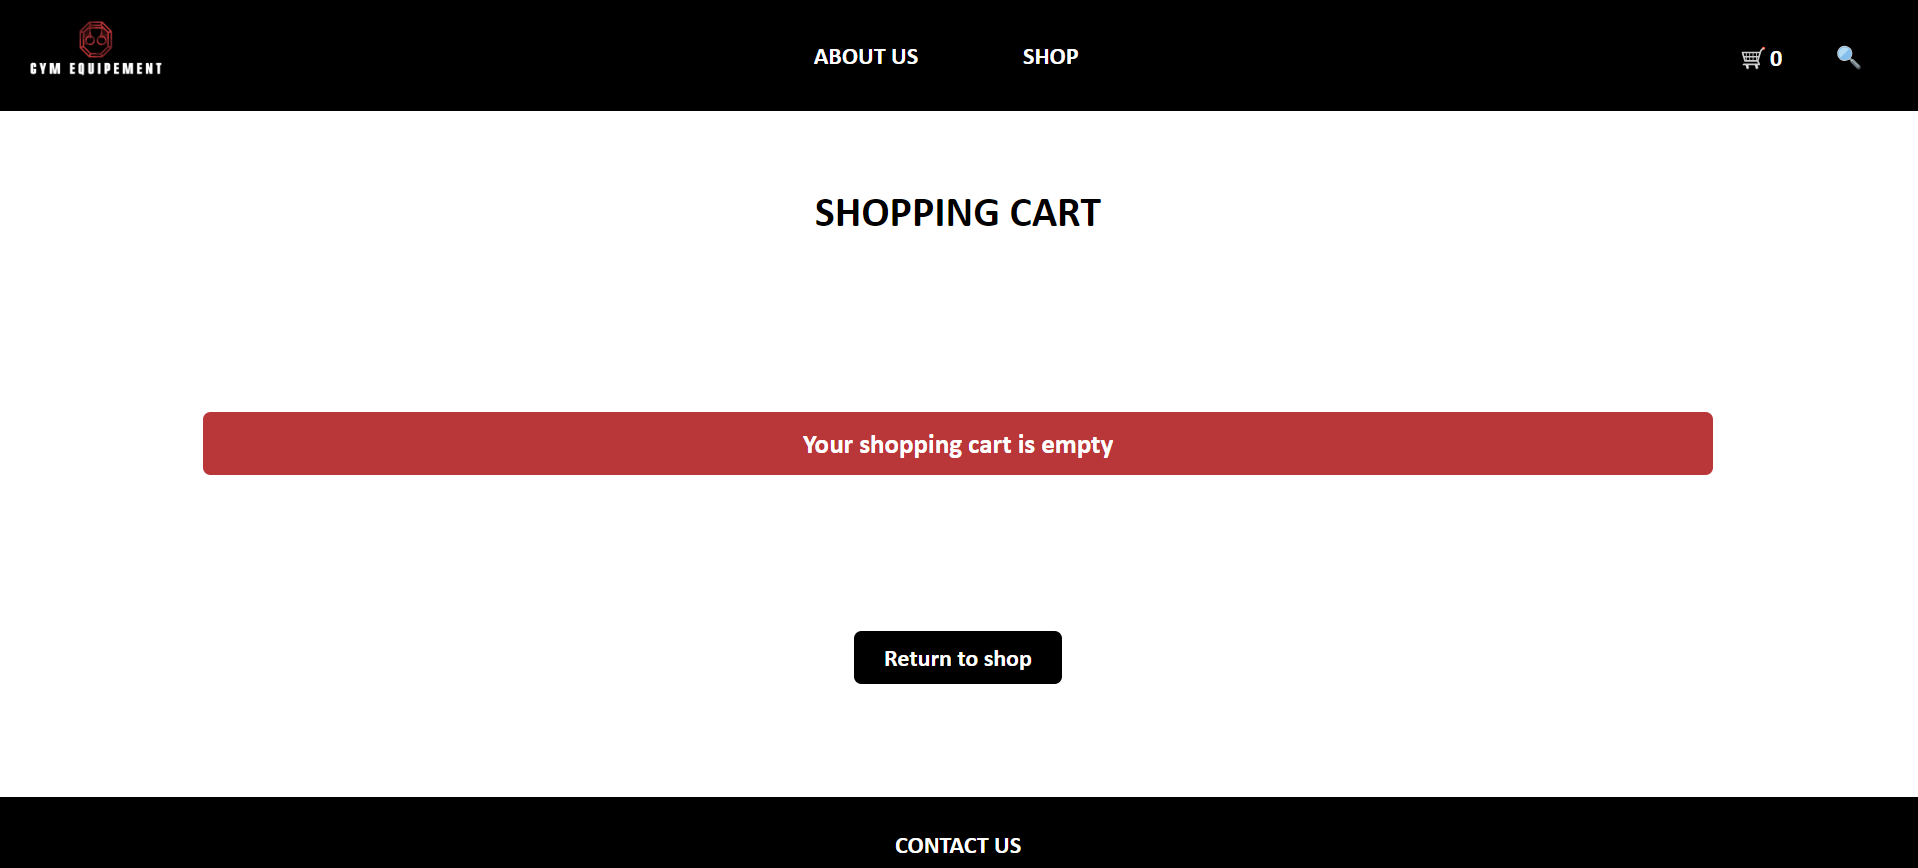 GYM EQUIPEMENT
ABOUT US
SHOP
0
SHOPPING CART
Your shopping cart is empty
Return to shop
CONTACT US